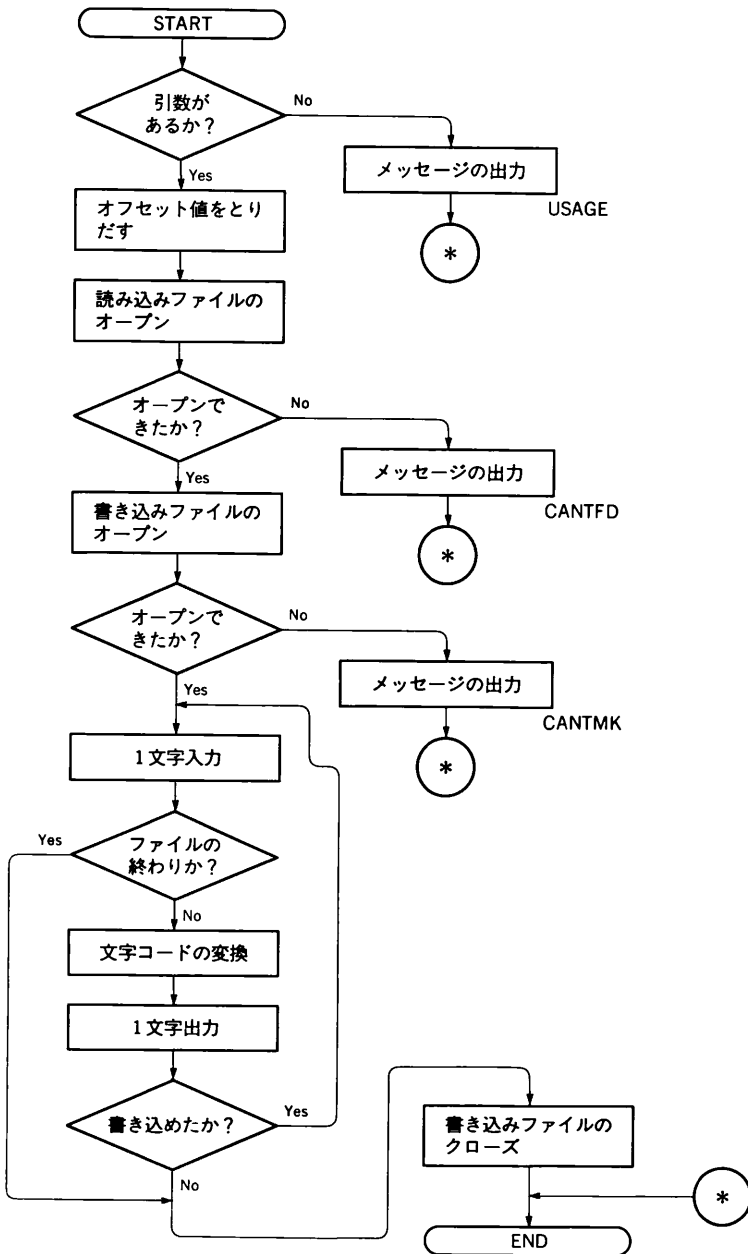 START
引数が
あるか？
No
Yes
メッセージの出力
USAGE
*
オフセット値をとり
だす
読み込みファイルの
オープン
オープンで
きたか？
No
Yes
メッセージの出力
CANTFD
*
書き込みファイルの
オープン
オープンで
きたか？
No
Yes
メッセージの出力
CANTMK
*
1文字入力
Yes
ファイルの
終わりか？
No
文字コードの変換
1文字出力
書き込めたか？
Yes
No
書き込みファイルの
クローズ
*
END